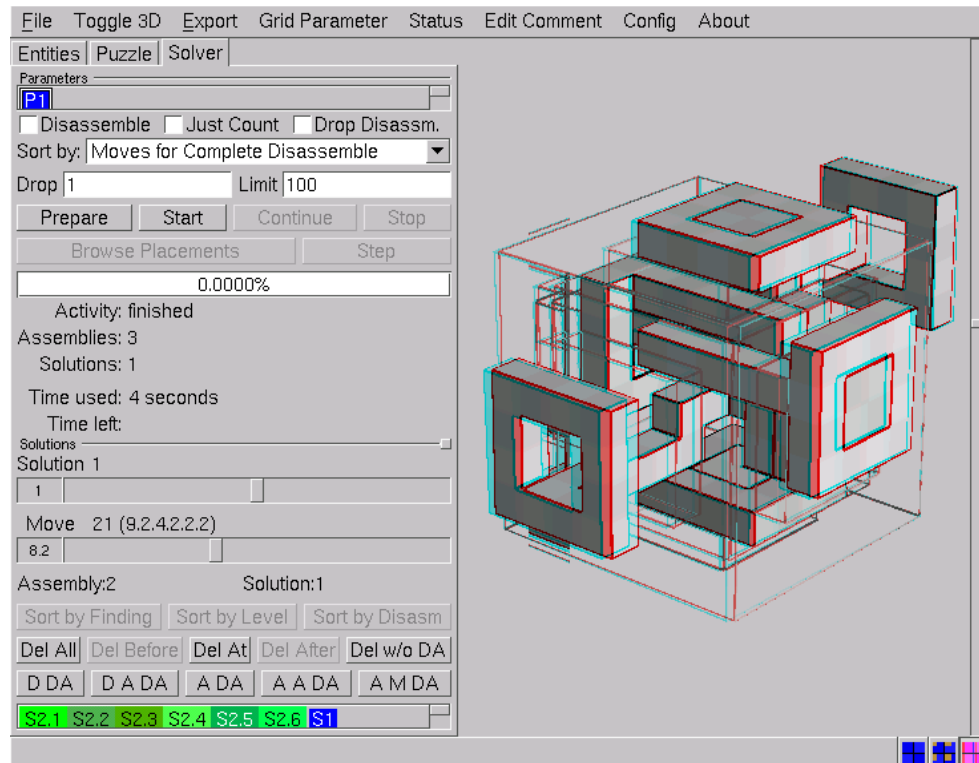 File Toggle 3D Export Grid Parameter Status Edit Comment Config About
Entities Puzzle Solver
Parameters
P1
Disassemble Just Count Drop Disassm.
Sort by: Moves for Complete Disassemble
Drop 1 Limit 100
Prepare Start Continue Stop
Browse Placements Step
0.0000%
Activity: finished
Assemblies: 3
Solutions: 1
Time used: 4 seconds
Time left:
Solutions
Solution 1
1
Move 21 (9.2.4.2.2.2)
8.2
Assembly:2 Solution:1
Sort by Finding Sort by Level Sort by Disasm
Del All Del Before Del At Del After Del w/o DA
D DA D A DA A DA A A DA A M DA
S2.1 S2.2 S2.3 S2.4 S2.5 S2.6 S1